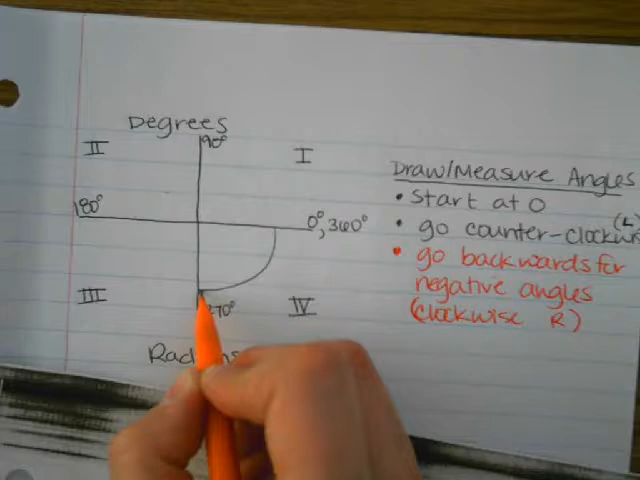 Degrees
90°
II
I
180°
0°, 360°
III
IV
270°
Draw/Measure Angles
• Start at 0
• go counter-clockwis
(L
• go backwards for
negative angles
(clockwise R)